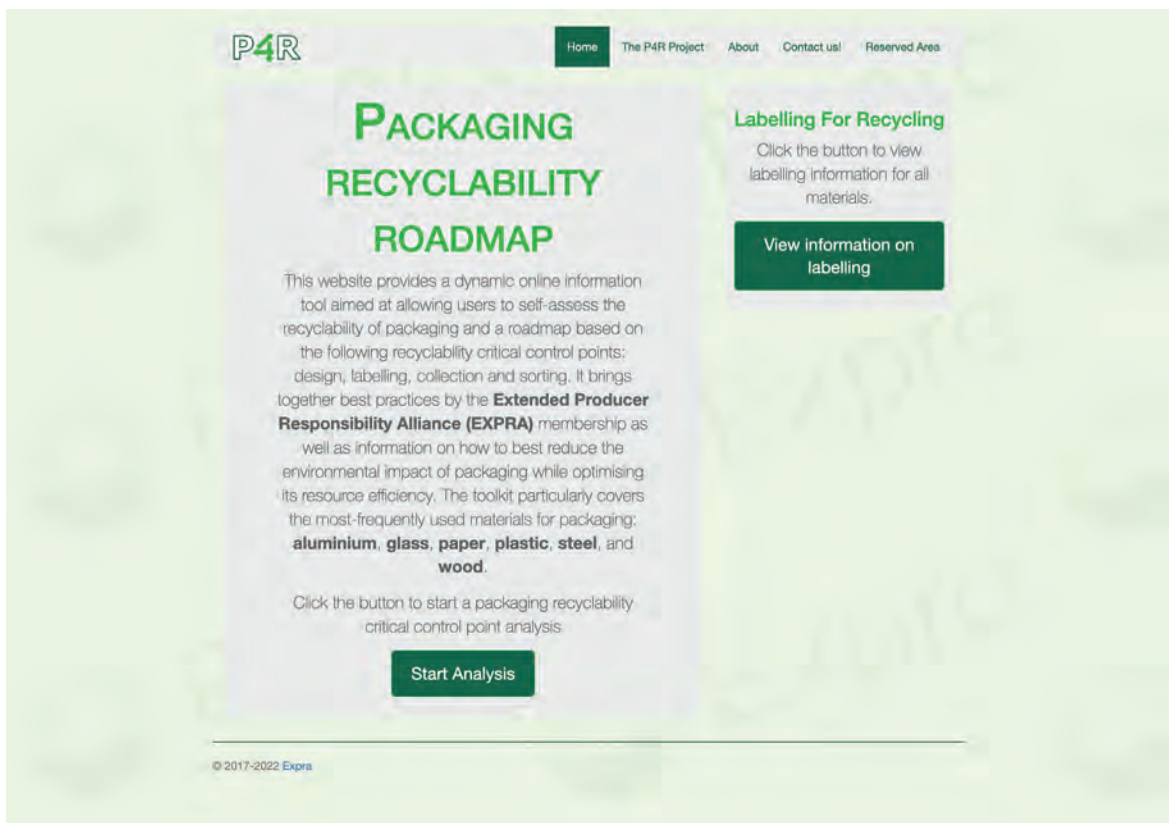 P4R
Home The P4R Project About Contact us! Reserved Area
PACKAGING
RECYCLABILITY
ROADMAP
This website provides a dynamic online information
tool aimed at allowing users to self-assess the
recyclability of packaging and a roadmap based on
the following recyclability critical control points:
design, labelling, collection and sorting. It brings
together best practices by the Extended Producer
Responsibility Alliance (EXPRA) membership as
well as information on how to best reduce the
environmental impact of packaging while optimising
its resource efficiency. The toolkit particularly covers
the most-frequently used materials for packaging:
aluminium, glass, paper, plastic, steel, and
wood.
Click the button to start a packaging recyclability
critical control point analysis
Start Analysis
Labelling For Recycling
Click the button to view
labelling information for all
materials.
View information on
labelling
© 2017-2022 Expra